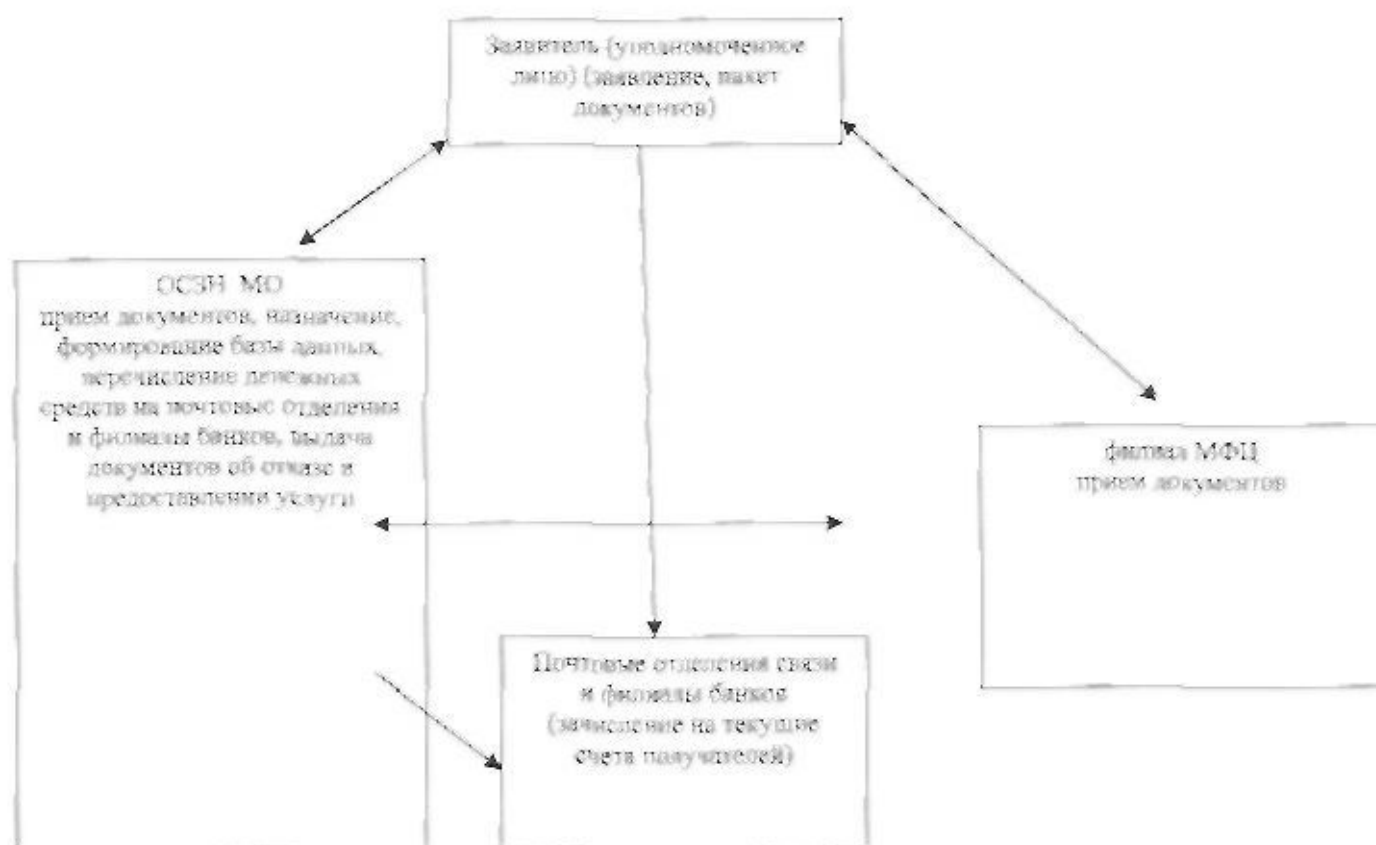 Заявитель (уполномоченное
лицо) (заявление, пакет
документов)
ОСЗН МО
прием документов, назначение,
формирование базы данных,
перечисление денежных
средств на почтовые отделения
и филиалы банков, выдача
документов об отказе в
предоставлении услуги
филиал МФЦ
прием документов
Почтовые отделения связи
и филиалы банков
(зачисление на текущие
счета получателей)